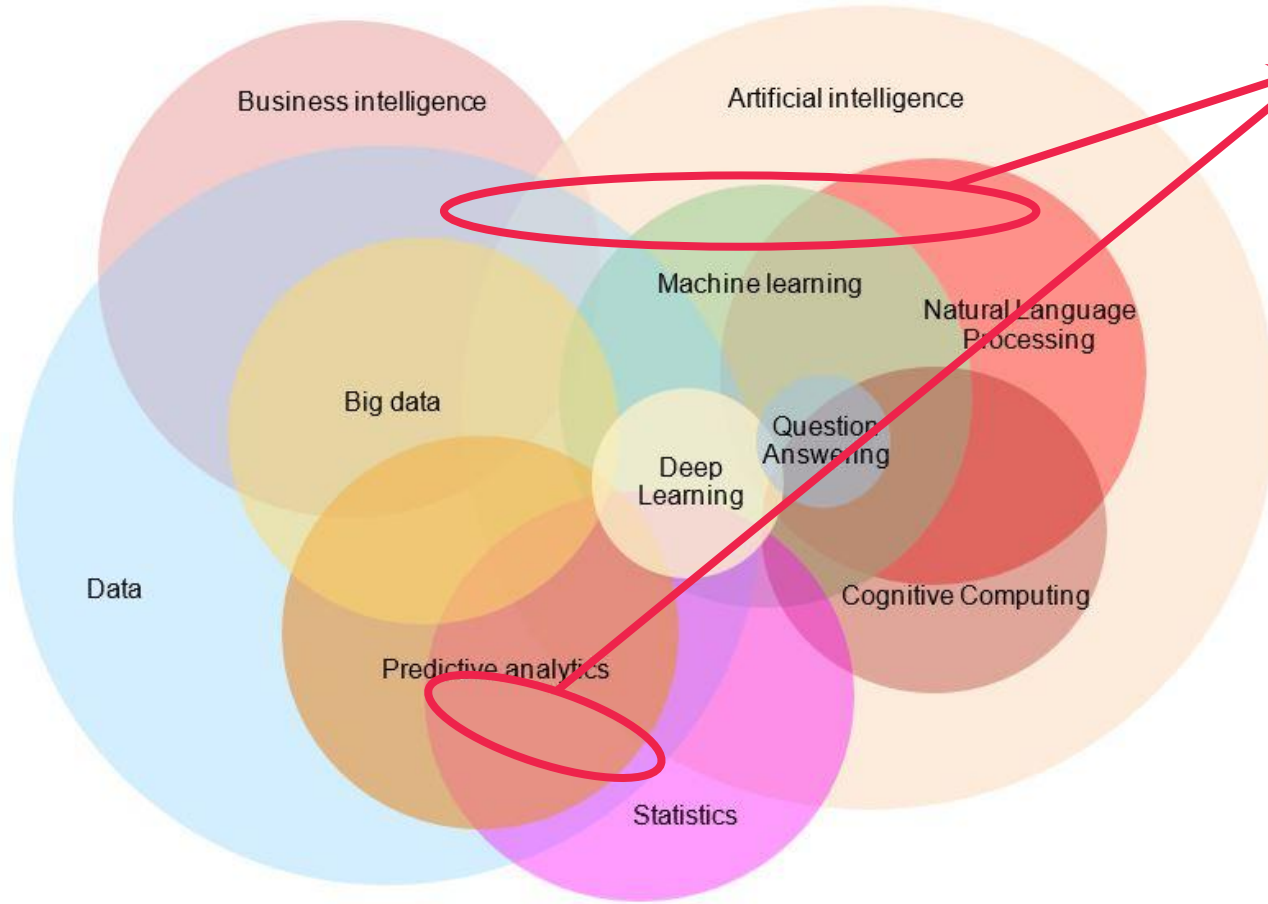 Business intelligence
Artificial intelligence
Machine learning
Natural Language
Processing
Big data
Question
Answering
Deep
Learning
Data
Cognitive Computing
Predictive analytics
Statistics